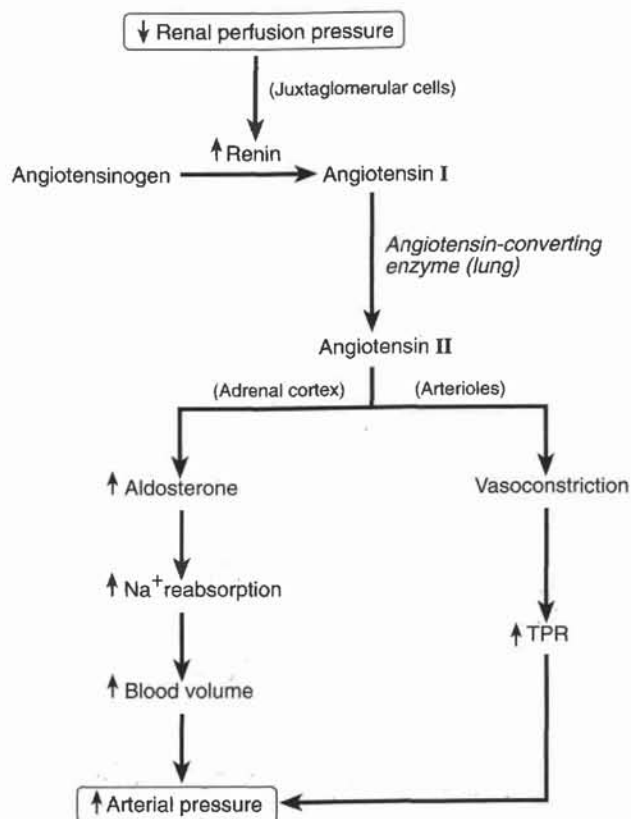 ↓ Renal perfusion pressure
(Juxtaglomerular cells)
↑ Renin
Angiotensinogen
Angiotensin I
Angiotensin-converting
enzyme (lung)
Angiotensin II
(Adrenal cortex)
(Arterioles)
↑ Aldosterone
Vasoconstriction
↑ Na⁺ reabsorption
↑ TPR
↑ Blood volume
↑ Arterial pressure